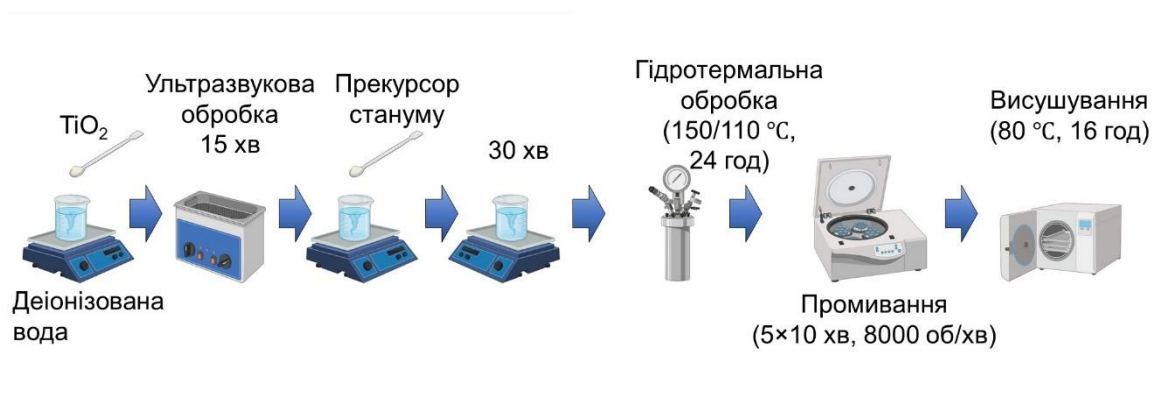 TiO₂
Деіонізована
вода
Ультразвукова
обробка
15 хв
Прекурсор
стануму
30 хв
Гідротермальна
обробка
(150/110 ℃,
24 год)
Промивання
(5×10 хв, 8000 об/хв)
Висушування
(80 ℃, 16 год)